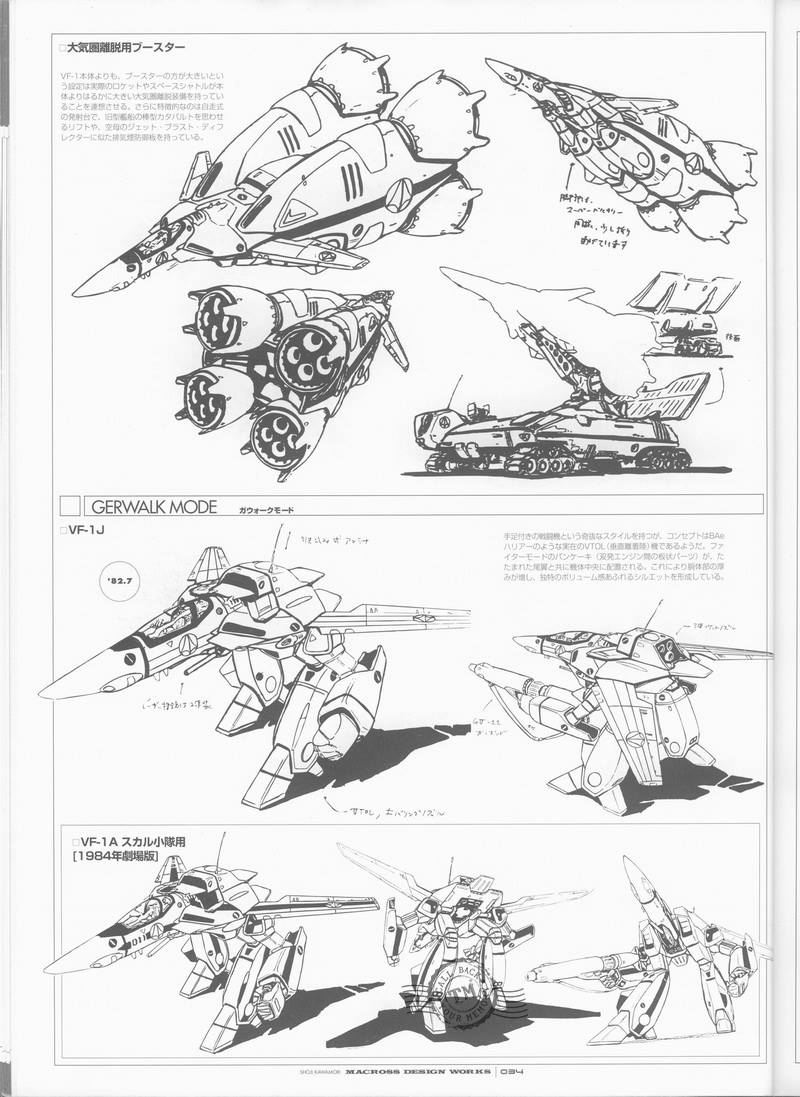 □大気圏離脱用ブースター
VF-1本体よりも、ブースターの方が大きいとい
う設定は実際のロケットやスペースシャトルが本
体よりはるかに大きい大気圏離脱装備を持ってい
ることを連想させる。さらに特徴的なのは自走式
の発射台で、旧型艦船の棒型カタパルトを思わせ
るリフトや、空母のジェット・ブラスト・ディフ
レクターに似た排気煙防御板を持っている。
GERWALK MODE ガウォークモード
□VF-1J
'82.7
手足付きの戦闘機という奇抜なスタイルを持つが、コンセプトはBAe
ハリアーのような実在のVTOL(垂直離着陸)機であるようだ。ファ
イターモードのパンケーキ(双発エンジン間の板状パーツ)が、た
たまれた尾翼と共に機体中央に配置される。これにより胴体部の厚
みが増し、独特のボリューム感あふれるシルエットを形成している。
□VF-1A スカル小隊用
[1984年劇場版]
011
BALL BACK
TM
YOUR MEMO
SHOJI KAWAMORI MACROSS DESIGN WORKS 034